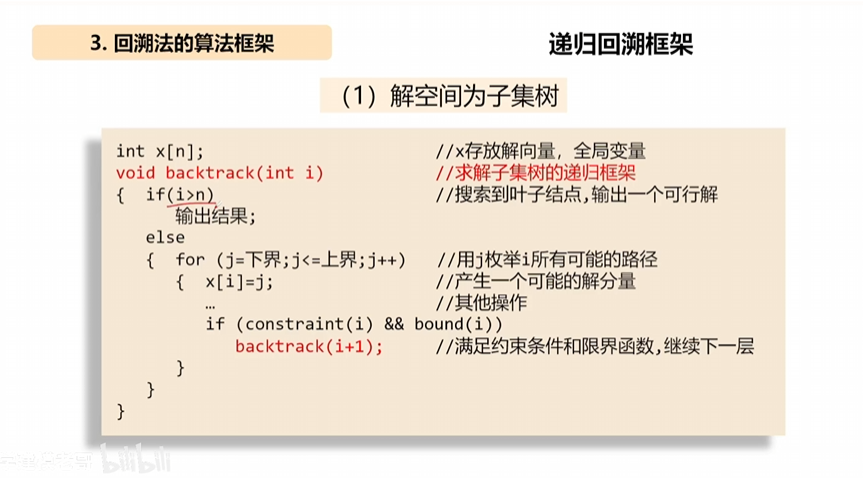 3. 回溯法的算法框架
递归回溯框架
（1）解空间为子集树
int x[n]; //x存放解向量，全局变量
void backtrack(int i) //求解子集树的递归框架
{ if(i>n) //搜索到叶子结点,输出一个可行解
输出结果;
else
{ for (j=下界;j<=上界;j++) //用j枚举i所有可能的路径
{ x[i]=j; //产生一个可能的解分量
… //其他操作
if (constraint(i) && bound(i))
backtrack(i+1); //满足约束条件和限界函数,继续下一层
}
}
}
bilibili